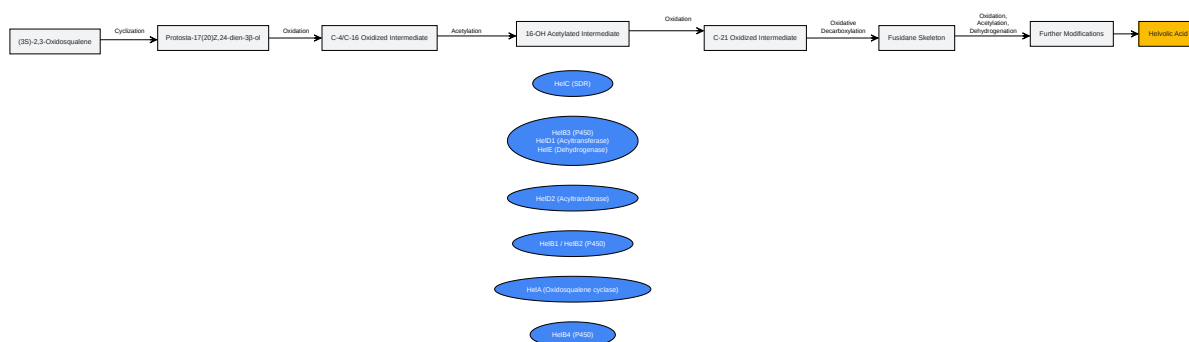 (3S)-2,3-Oxidosqualene
Cyclization
Protosta-17(20)Z,24-dien-3β-ol
Oxidation
C-4/C-16 Oxidized Intermediate
Acetylation
16-OH Acetylated Intermediate
Oxidation
C-21 Oxidized Intermediate
Oxidative
Decarboxylation
Fusidane Skeleton
Oxidation,
Acetylation,
Dehydrogenation
Further Modifications
Helvolic Acid
HelC (SDR)
HelB3 (P450)
HelD1 (Acyltransferase)
HelE (Dehydrogenase)
HelD2 (Acyltransferase)
HelB1 / HelB2 (P450)
HelA (Oxidosqualene cyclase)
HelB4 (P450)